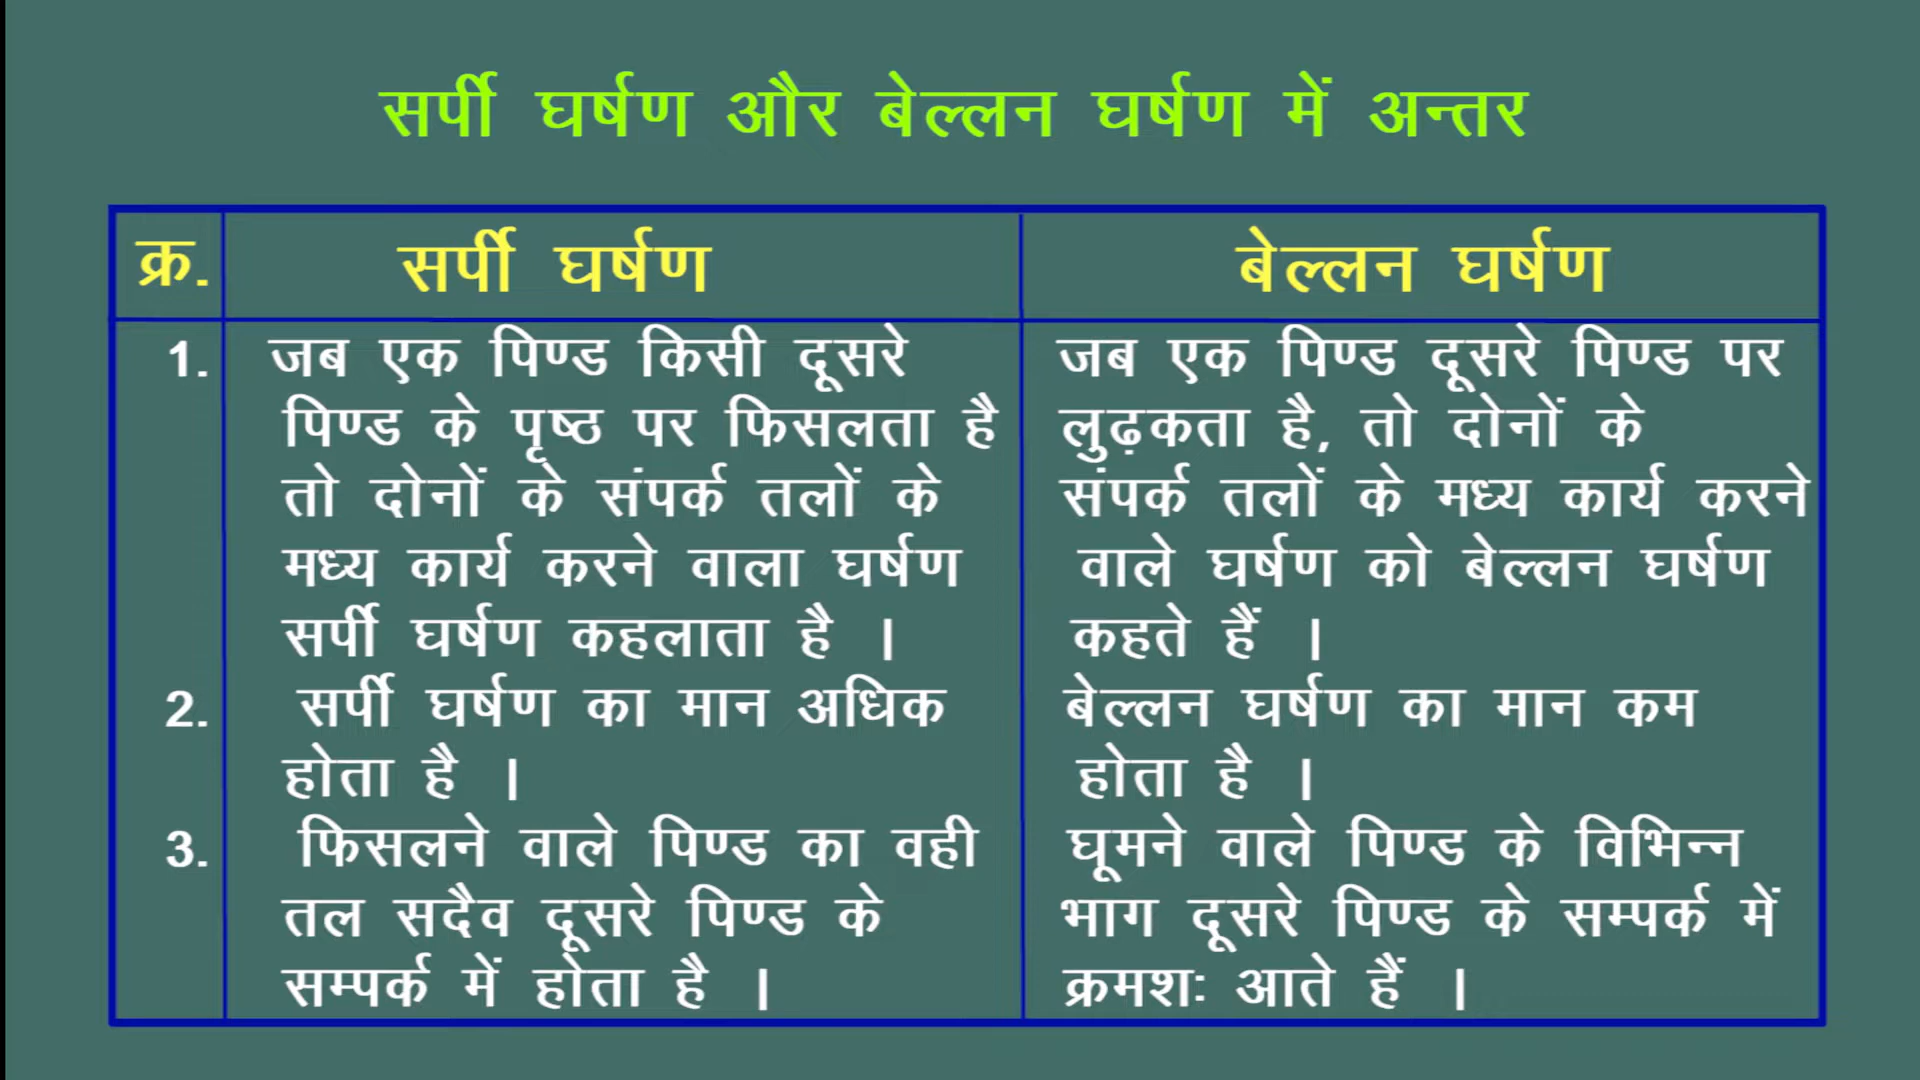 सर्पी घर्षण और बेल्लन घर्षण में अन्तर
क्र. सर्पी घर्षण बेल्लन घर्षण
1. जब एक पिण्ड किसी दूसरे जब एक पिण्ड दूसरे पिण्ड पर
पिण्ड के पृष्ठ पर फिसलता है लुढ़कता है, तो दोनों के
तो दोनों के संपर्क तलों के संपर्क तलों के मध्य कार्य करने
मध्य कार्य करने वाला घर्षण वाले घर्षण को बेल्लन घर्षण
सर्पी घर्षण कहलाता है । कहते हैं ।
2. सर्पी घर्षण का मान अधिक बेल्लन घर्षण का मान कम
होता है । होता है ।
3. फिसलने वाले पिण्ड का वही घूमने वाले पिण्ड के विभिन्न
तल सदैव दूसरे पिण्ड के भाग दूसरे पिण्ड के सम्पर्क में
सम्पर्क में होता है । क्रमशः आते हैं ।